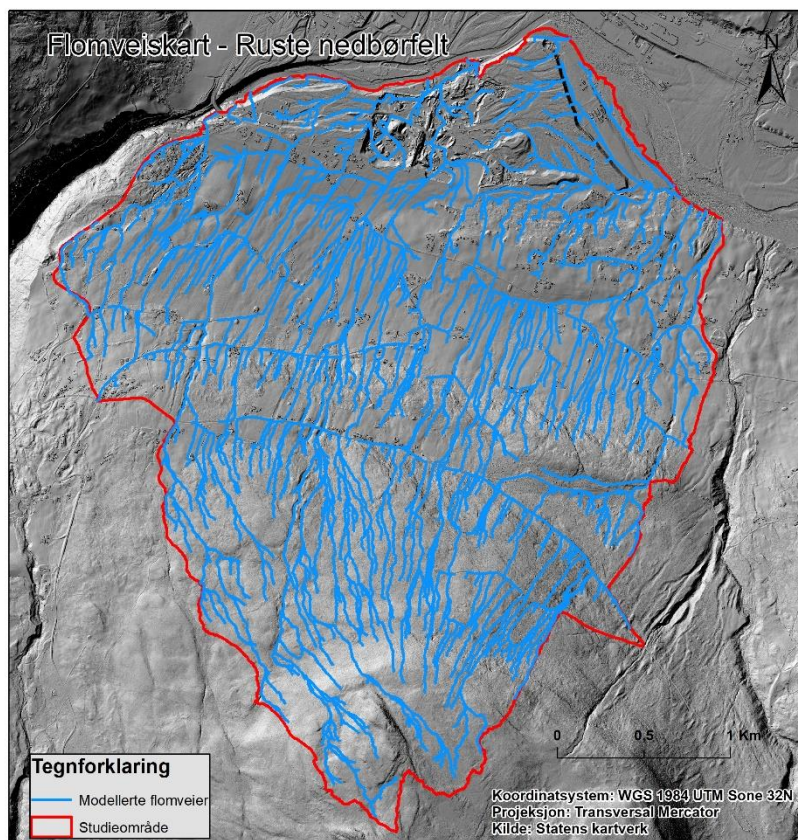 Flomveiskart - Ruste nedbørfelt
N
0 0,5 1 Km
Tegnforklaring
Modellerte flomveier
Studieområde
Koordinatsystem: WGS 1984 UTM Sone 32N
Projeksjon: Transversal Mercator
Kilde: Statens kartverk